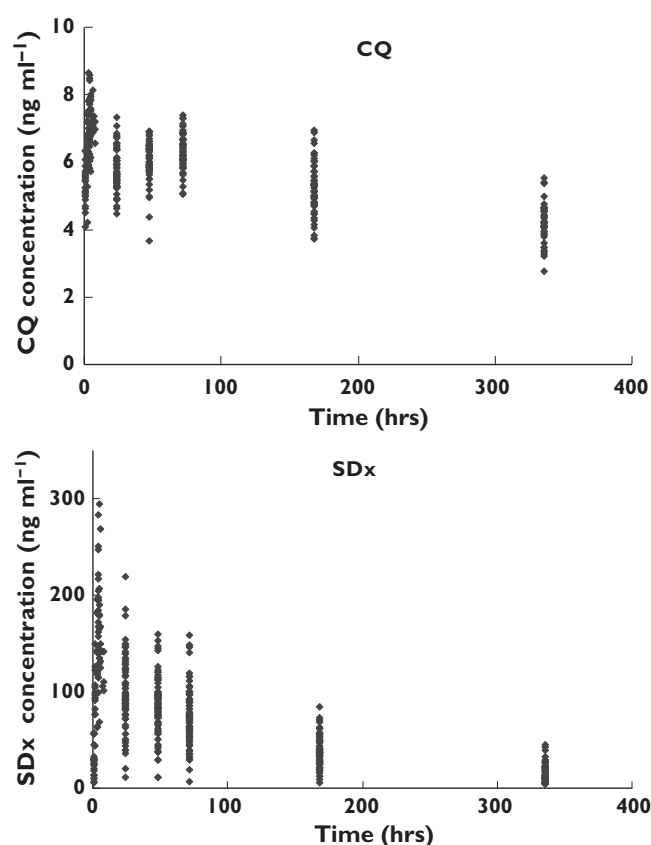 CQ
CQ concentration (ng ml⁻¹)
10
8
6
4
2
0
0 100 200 300 400
Time (hrs)
SDx
SDx concentration (ng ml⁻¹)
300
200
100
0
0 100 200 300 400
Time (hrs)